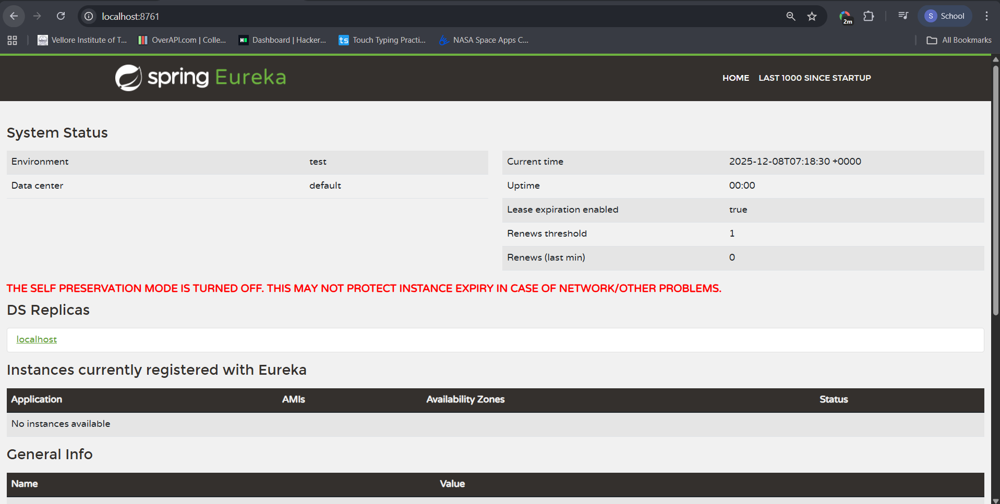 localhost:8761
2m
S School
Vellore Institute of T...
OverAPI.com | Colle...
H
Dashboard | Hacker...
ts Touch Typing Practi...
NASA Space Apps C...
All Bookmarks
spring Eureka
HOME LAST 1000 SINCE STARTUP
System Status
Environment test
Data center default
Current time 2025-12-08T07:18:30 +0000
Uptime 00:00
Lease expiration enabled true
Renews threshold 1
Renews (last min) 0
THE SELF PRESERVATION MODE IS TURNED OFF. THIS MAY NOT PROTECT INSTANCE EXPIRY IN CASE OF NETWORK/OTHER PROBLEMS.
DS Replicas
localhost
Instances currently registered with Eureka
Application AMIs Availability Zones Status
No instances available
General Info
Name Value